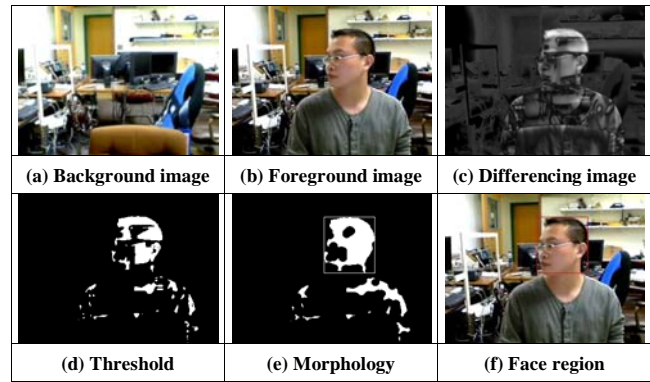 (a) Background image
(b) Foreground image
(c) Differencing image
(d) Threshold
(e) Morphology
(f) Face region